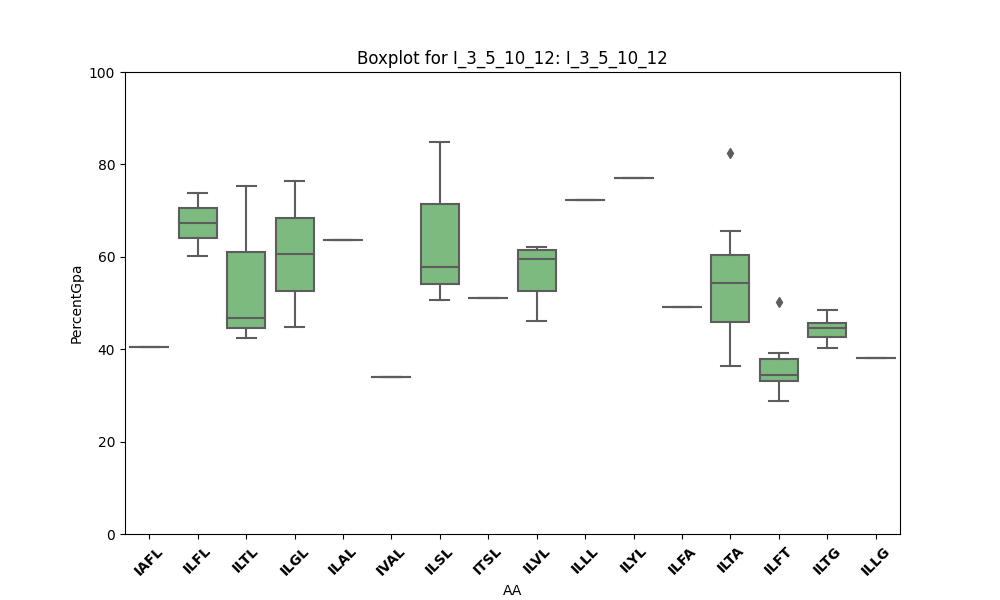 Boxplot for I_3_5_10_12: I_3_5_10_12
100
80
60
40
20
0
PercentGpa
IAFL ILFL ILTL ILGL ILAL IVAL ILSL ITSL ILVL ILLL ILYL ILFA ILTA ILFT ILTG ILLG
AA